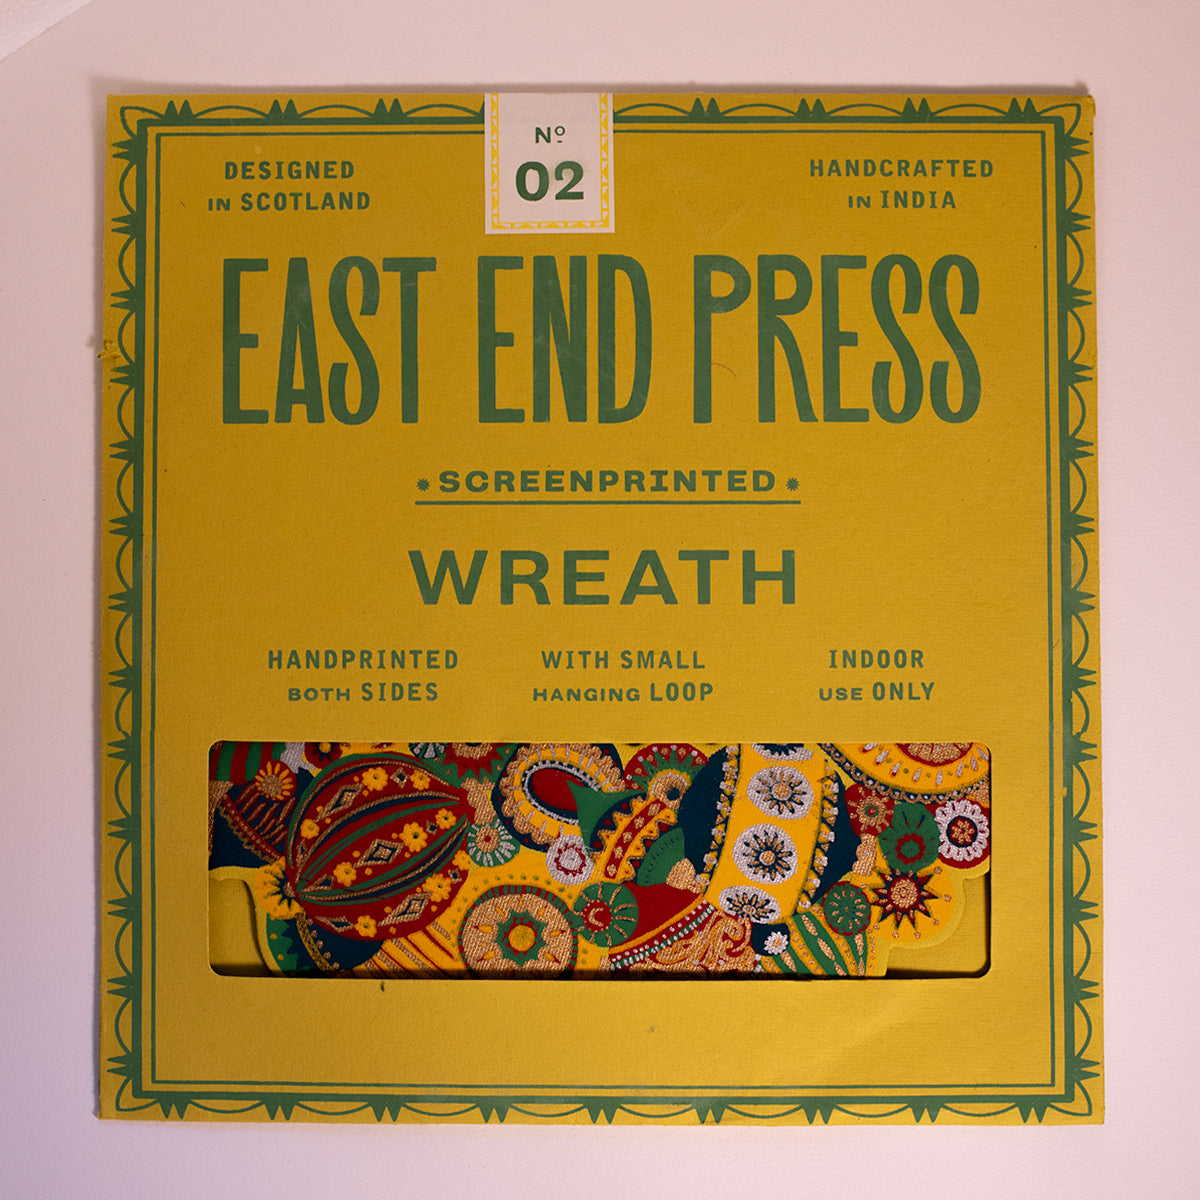 Nº
02
DESIGNED
IN SCOTLAND
HANDCRAFTED
IN INDIA
EAST END PRESS
SCREENPRINTED
WREATH
HANDPRINTED
BOTH SIDES
WITH SMALL
HANGING LOOP
INDOOR
USE ONLY